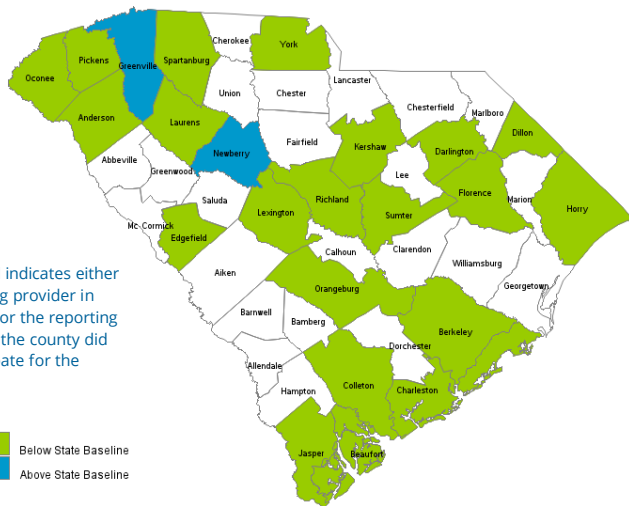 Cherokee
York
Pickens
Greenville
Spartanburg
Oconee
Lancaster
Union
Chester
Chesterfield
Marlboro
Anderson
Laurens
Dillon
Fairfield
Kershaw
Darlington
Newberry
Abbeville
Greenwood
Lee
Florence
Marion
Horry
Saluda
Richland
Lexington
Sumter
Mc Cormick
Edgefield
Calhoun
Clarendon
Williamsburg
Aiken
Georgetown
Orangeburg
Barnwell
Bamberg
Berkeley
Dorchester
Allendale
Hampton
Colleton
Charleston
Jasper
Beaufort
indicates either
g provider in
or the reporting
the county did
ate for the
Below State Baseline
Above State Baseline